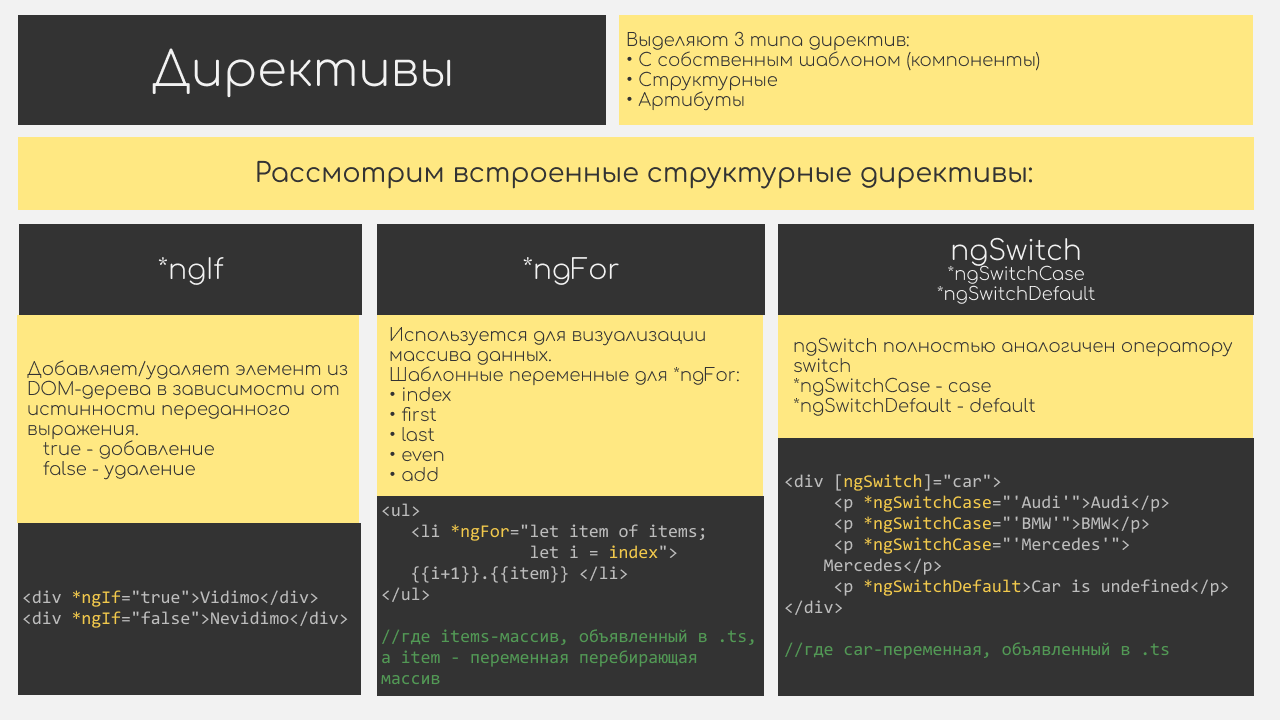 Директивы
Выделяют 3 типа директив:
• С собственным шаблоном (компоненты)
• Структурные
• Артибуты
Рассмотрим встроенные структурные директивы:
*ngIf
Добавляет/удаляет элемент из
DOM-дерева в зависимости от
истинности переданного
выражения.
true - добавление
false - удаление
<div *ngIf="true">Vidimo</div>
<div *ngIf="false">Nevidimo</div>
*ngFor
Используется для визуализации
массива данных.
Шаблонные переменные для *ngFor:
• index
• first
• last
• even
• add
<ul>
<li *ngFor="let item of items;
let i = index">
{{i+1}}.{{item}} </li>
</ul>
//где items-массив, объявленный в .ts,
а item - переменная перебирающая
массив
ngSwitch
*ngSwitchCase
*ngSwitchDefault
ngSwitch полностью аналогичен оператору
switch
*ngSwitchCase - case
*ngSwitchDefault - default
<div [ngSwitch]="car">
<p *ngSwitchCase="'Audi'">Audi</p>
<p *ngSwitchCase="'BMW'">BMW</p>
<p *ngSwitchCase="'Mercedes'">
Mercedes</p>
<p *ngSwitchDefault>Car is undefined</p>
</div>
//где car-переменная, объявленный в .ts